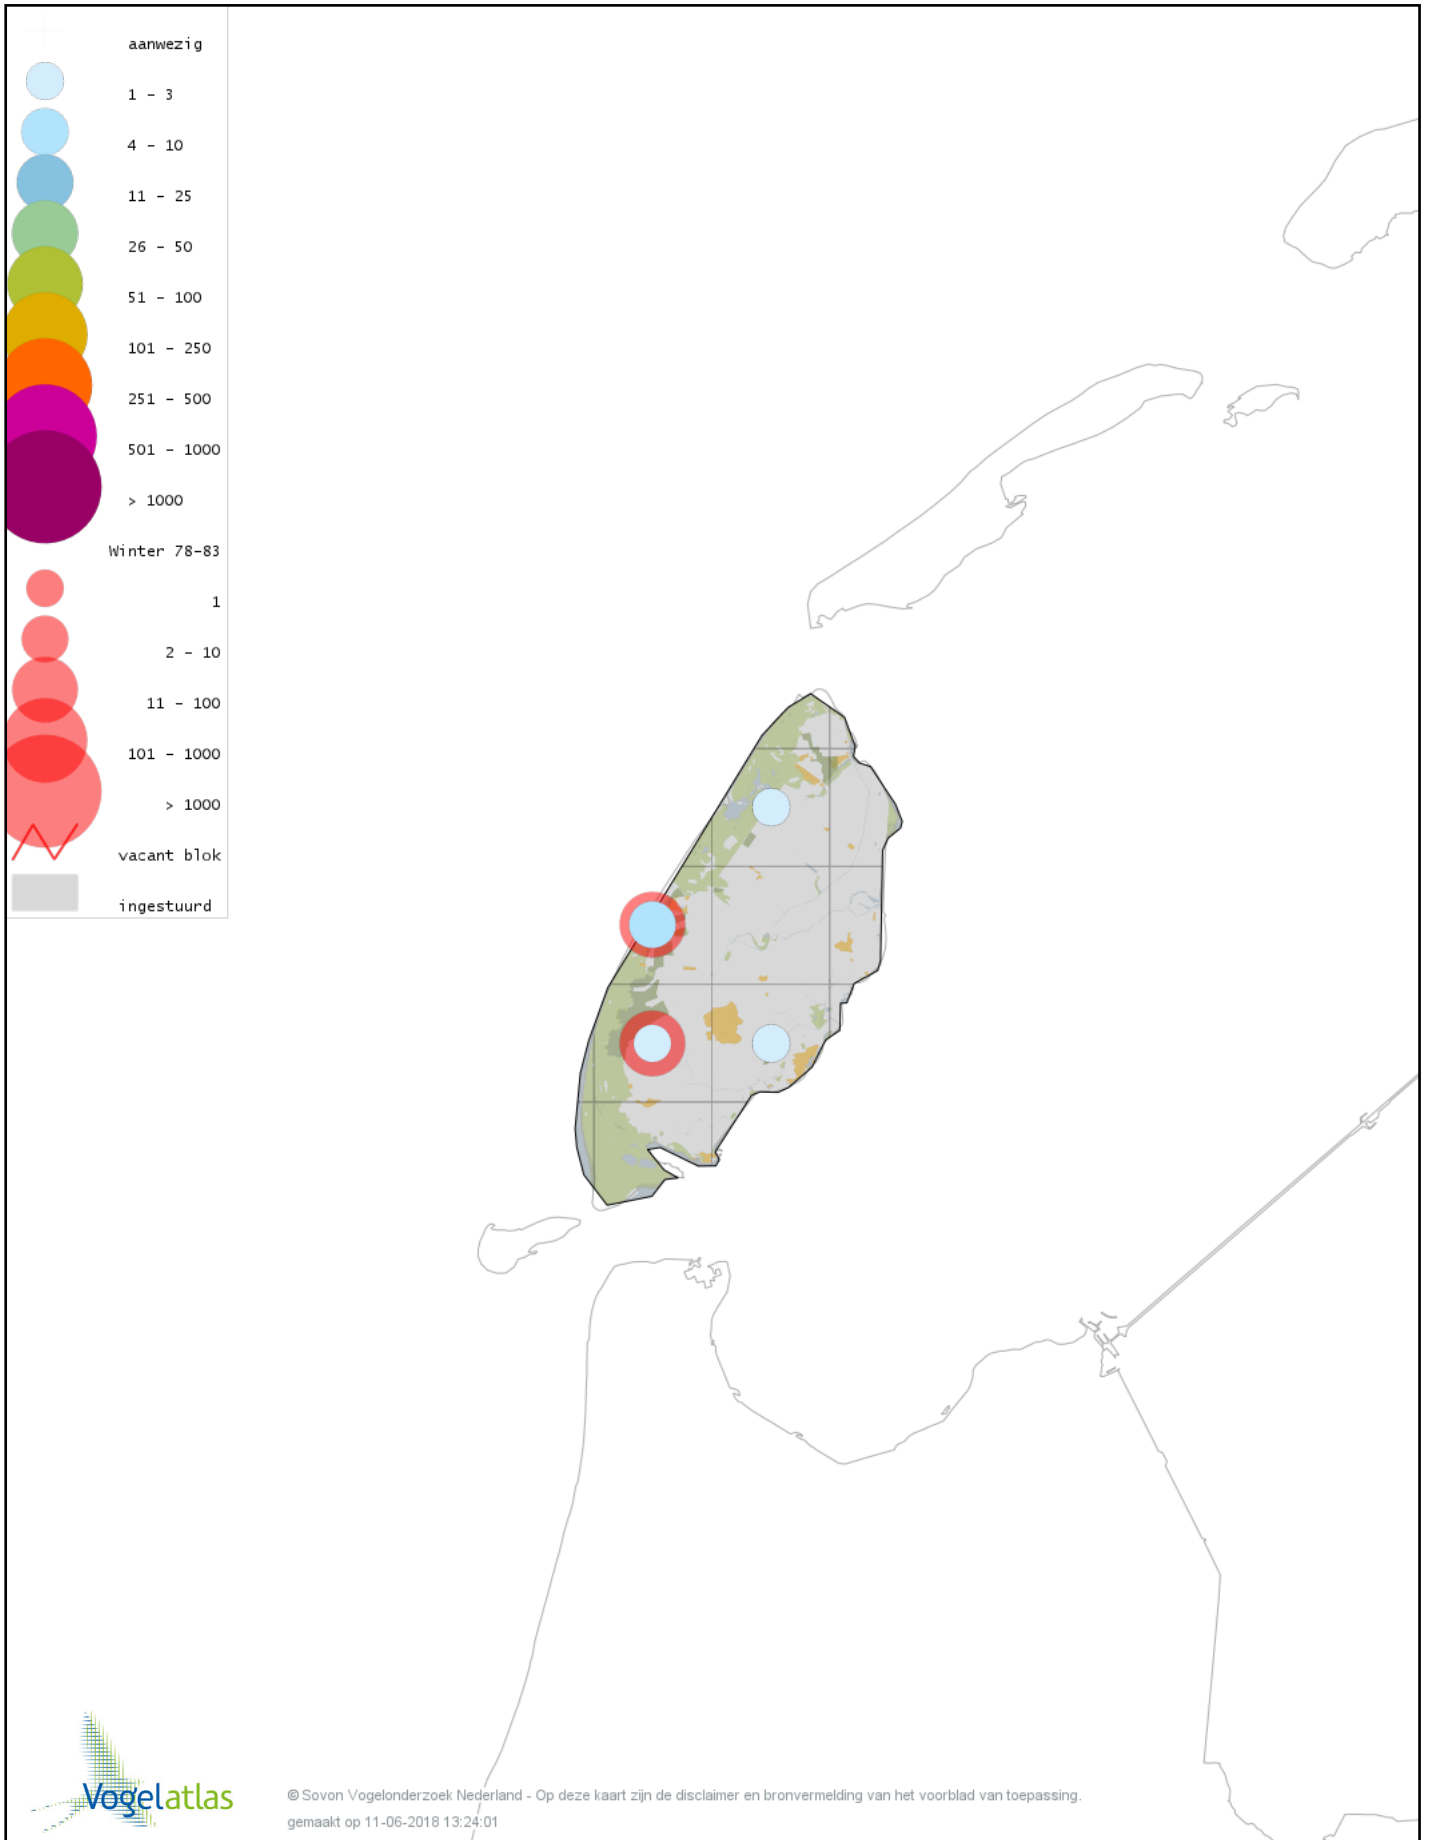 aanwezig
1 - 3
4 - 10
11 - 25
26 - 50
51 - 100
101 - 250
251 - 500
501 - 1000
> 1000
Winter 78-83
1
2 - 10
11 - 100
101 - 1000
> 1000
vacant blok
ingestuurd
Vogelatlas
© Sovon Vogelonderzoek Nederland - Op deze kaart zijn de disclaimer en bronvermelding van het voorblad van toepassing.
gemaakt op 11-06-2018 13:24:01